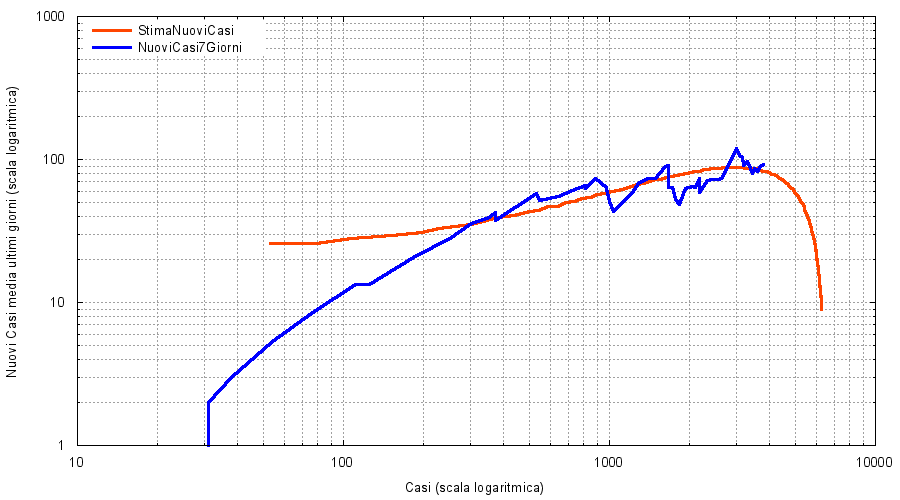 1000
StimaNuoviCasi
NuoviCasi7Giorni
100
10
1
10 100 1000 10000
Nuovi Casi media ultimi giorni (scala logaritmica)
Casi (scala logaritmica)